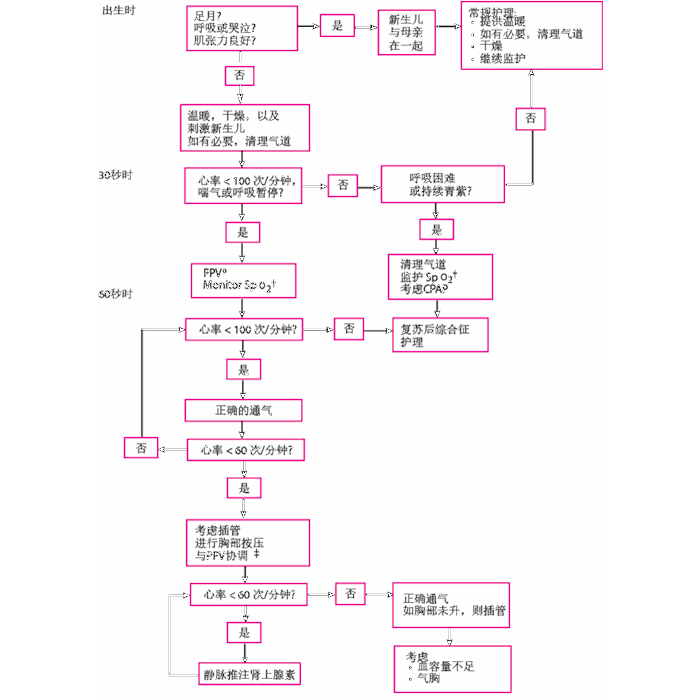 出生时
足月?
呼吸或哭泣?
肌张力良好?
是
新生儿
与母亲
在一起
常规护理:
提供温暖
如有必要。清理气道
干燥
继续监护
否
否
温暖，干燥。以及
刺激新生儿
如有必要，清理气道
30秒时
心率 < 100 次/分钟，
喘气或呼吸暂停?
否
呼吸困难
或持续青紫?
是
是
PPV*
Monitor Sp O2†
清理气道
监护 Sp O2†
考虑CPAP
60秒时
心率 < 100 次/分钟?
否
复苏后综合征
护理
是
正确的通气
否
心率 < 60 次/分钟?
是
考虑插管
进行胸部按压
与PPV协调 ‡
心率 < 60 次/分钟?
否
正确通气
如胸部未升，则插管
是
考虑
血容量不足
气胸
静脉推注肾上腺素